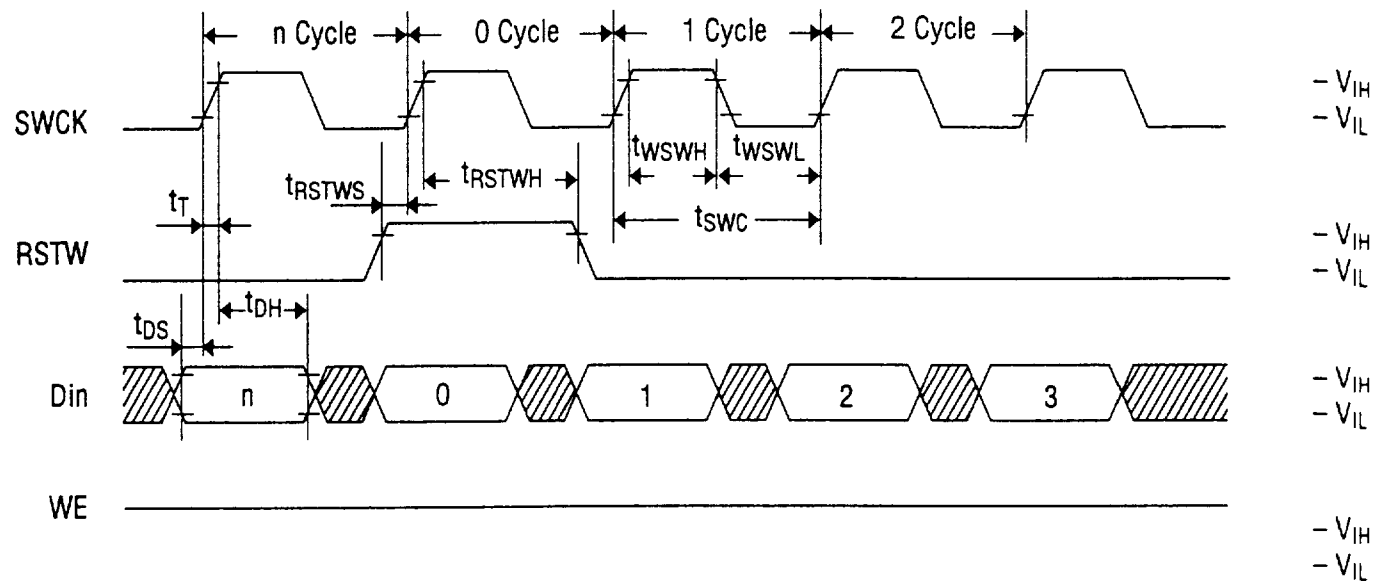 n Cycle 0 Cycle 1 Cycle 2 Cycle
SWCK
- VIH
- VIL
tWSWH tWSWL
tT tRSTWS tRSTWH
tSWC
RSTW
- VIH
- VIL
tDH
tDS
Din n 0 1 2 3
- VIH
- VIL
WE
- VIH
- VIL